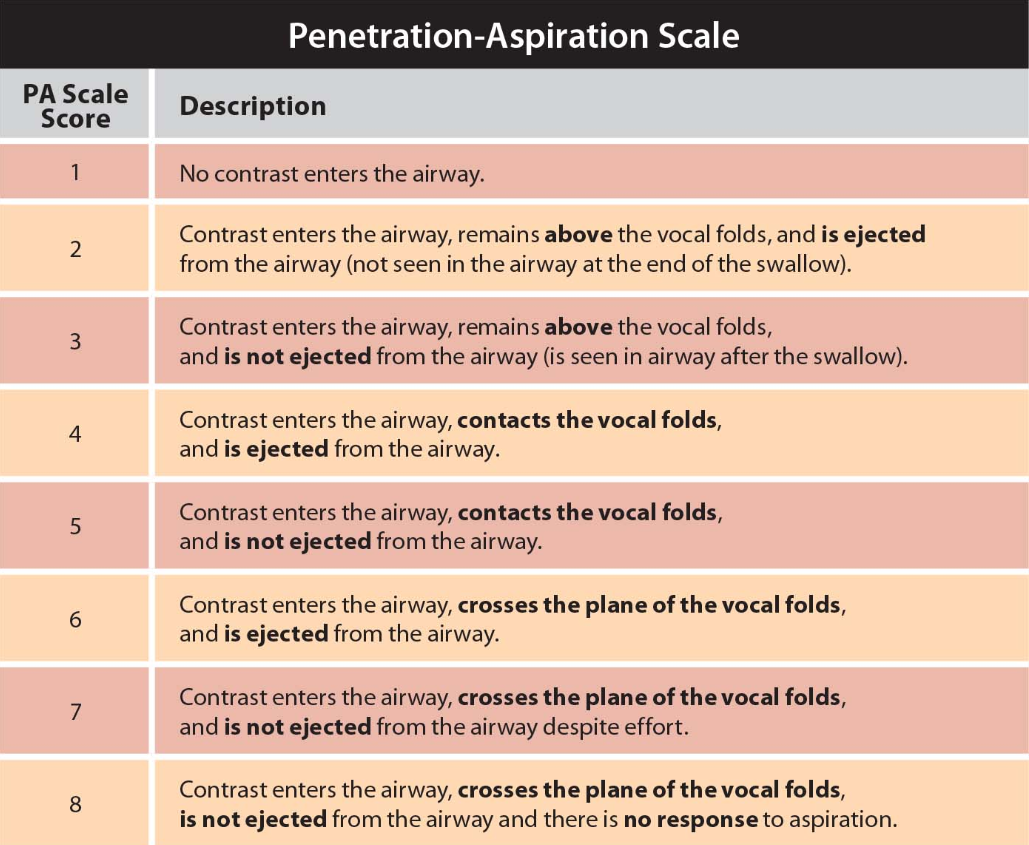 Penetration-Aspiration Scale
PA Scale
Score
Description
1
No contrast enters the airway.
2
Contrast enters the airway, remains above the vocal folds, and is ejected
from the airway (not seen in the airway at the end of the swallow).
3
Contrast enters the airway, remains above the vocal folds,
and is not ejected from the airway (is seen in airway after the swallow).
4
Contrast enters the airway, contacts the vocal folds,
and is ejected from the airway.
5
Contrast enters the airway, contacts the vocal folds,
and is not ejected from the airway.
6
Contrast enters the airway, crosses the plane of the vocal folds,
and is ejected from the airway.
7
Contrast enters the airway, crosses the plane of the vocal folds,
and is not ejected from the airway despite effort.
8
Contrast enters the airway, crosses the plane of the vocal folds,
is not ejected from the airway and there is no response to aspiration.